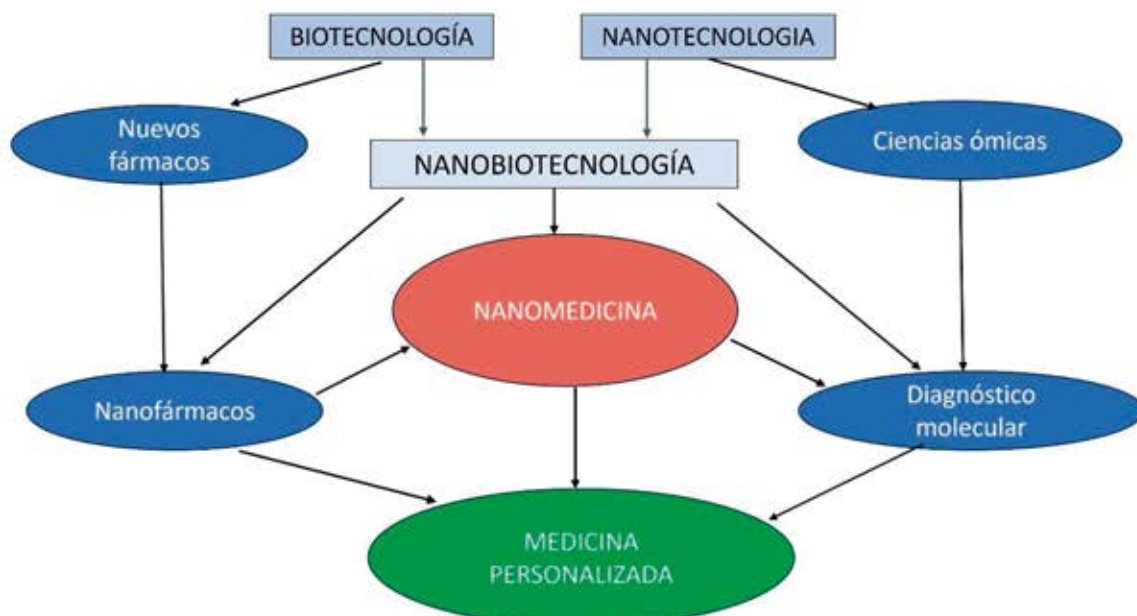 BIOTECNOLOGÍA
NANOTECNOLOGIA
Nuevos
fármacos
Ciencias ómicas
NANOBIOTECNOLOGÍA
NANOMEDICINA
Nanofármacos
Diagnóstico
molecular
MEDICINA
PERSONALIZADA